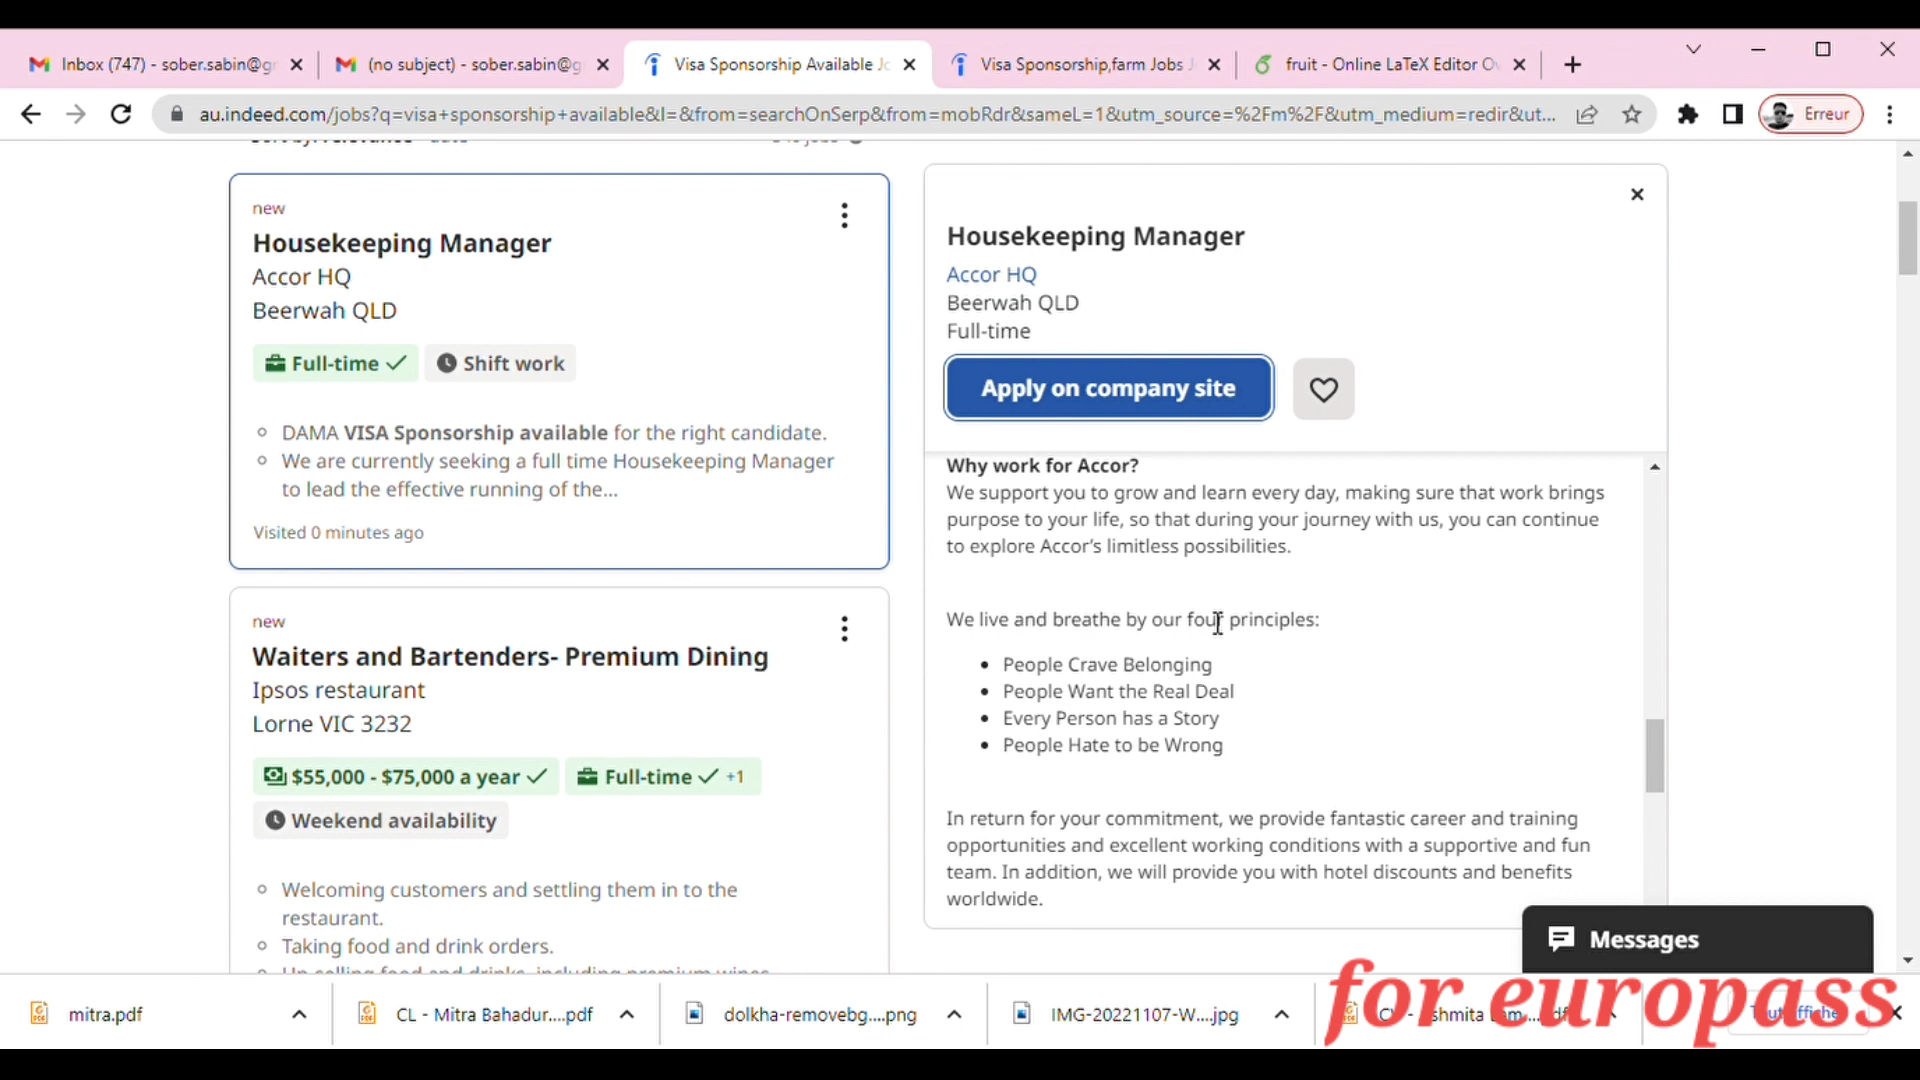 Inbox (747) - sober.sabin@g
(no subject) - sober.sabin@g
Visa Sponsorship Available Jo
Visa Sponsorship,farm Jobs J
fruit - Online LaTeX Editor Ov
au.indeed.com/jobs?q=visa+sponsorship+available&l=&from=searchOnSerp&from=mobRdr&sameL=1&utm_source=%2Fm%2F&utm_medium=redir&ut...
Erreur
new
Housekeeping Manager
Accor HQ
Beerwah QLD
Full-time
Shift work
DAMA VISA Sponsorship available for the right candidate.
We are currently seeking a full time Housekeeping Manager
to lead the effective running of the...
Visited 0 minutes ago
new
Waiters and Bartenders- Premium Dining
Ipsos restaurant
Lorne VIC 3232
$55,000 - $75,000 a year
Full-time +1
Weekend availability
Welcoming customers and settling them in to the
restaurant.
Taking food and drink orders.
Up selling food and drinks, including premium wines
Housekeeping Manager
Accor HQ
Beerwah QLD
Full-time
Apply on company site
Why work for Accor?
We support you to grow and learn every day, making sure that work brings
purpose to your life, so that during your journey with us, you can continue
to explore Accor's limitless possibilities.
We live and breathe by our four principles:
People Crave Belonging
People Want the Real Deal
Every Person has a Story
People Hate to be Wrong
In return for your commitment, we provide fantastic career and training
opportunities and excellent working conditions with a supportive and fun
team. In addition, we will provide you with hotel discounts and benefits
worldwide.
Messages
mitra.pdf
CL - Mitra Bahadur....pdf
dolkha-removebg....png
IMG-20221107-W...jpg
for europass